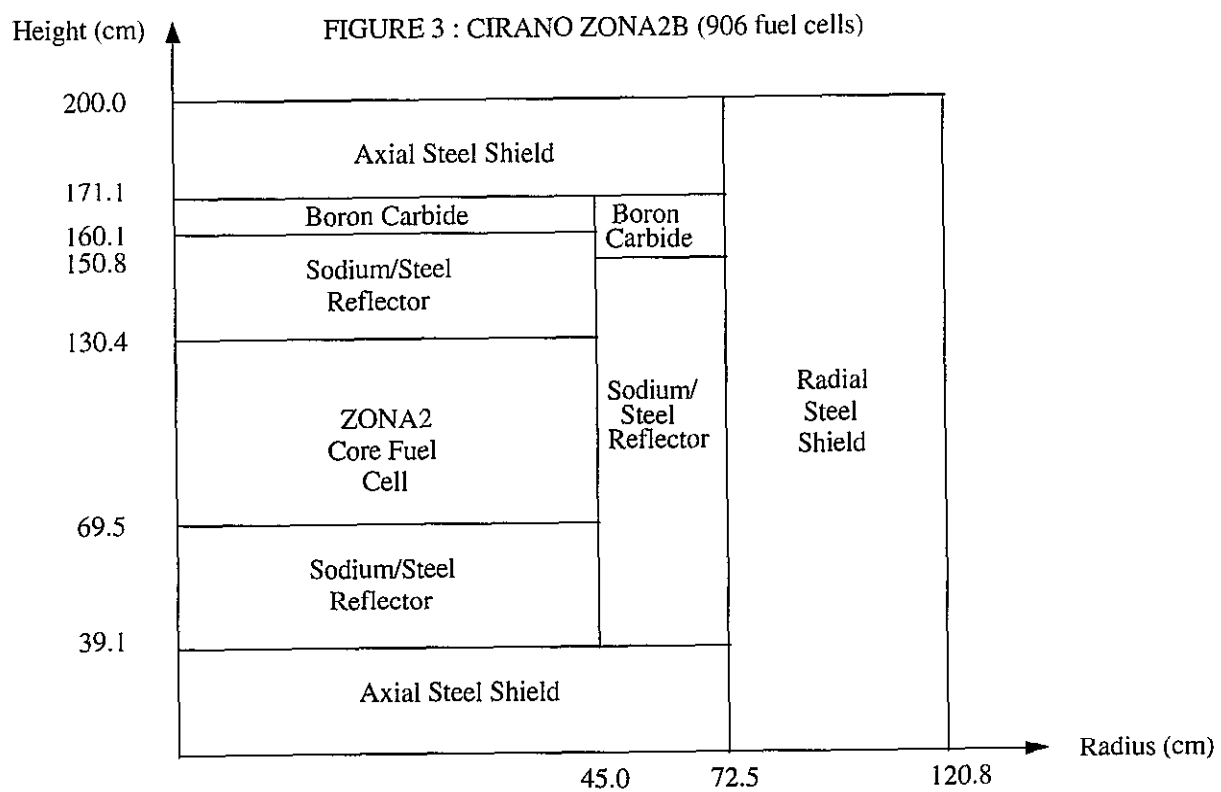 Height (cm)
FIGURE 3 : CIRANO ZONA2B (906 fuel cells)
200.0
Axial Steel Shield
171.1
Boron Carbide
Boron
Carbide
160.1
150.8
Sodium/Steel
Reflector
130.4
ZONA2
Core Fuel
Cell
Sodium/
Steel
Reflector
Radial
Steel
Shield
69.5
Sodium/Steel
Reflector
39.1
Axial Steel Shield
Radius (cm)
45.0
72.5
120.8